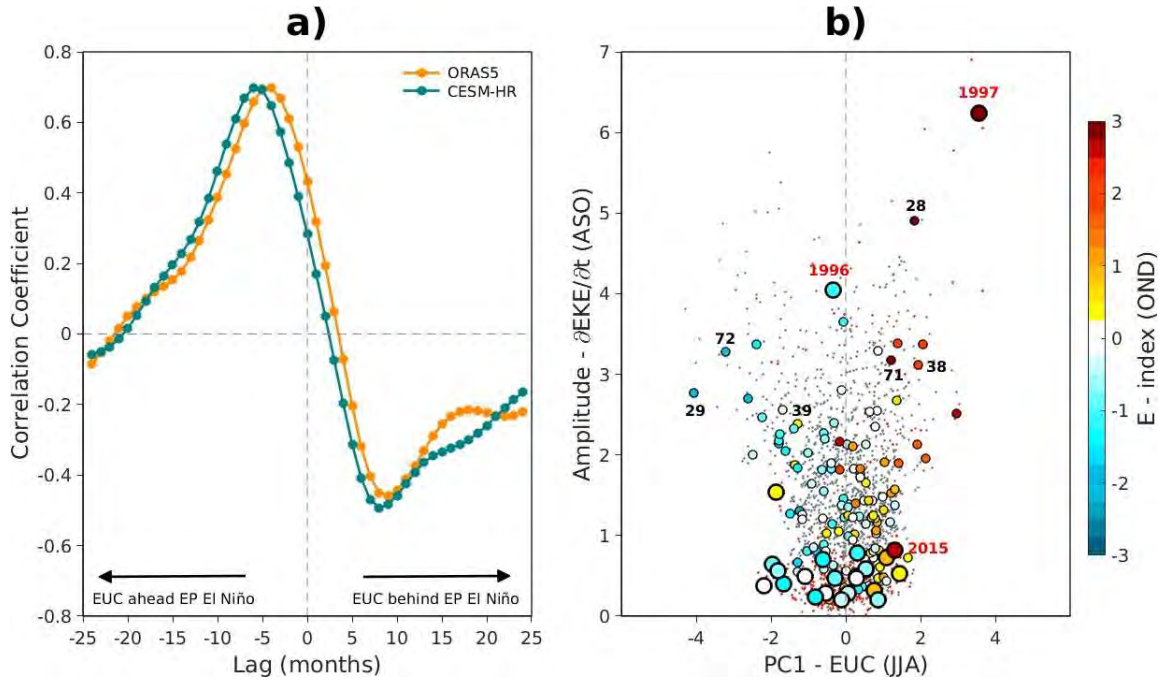 a)
Correlation Coefficient
0.8
0.6
0.4
0.2
0
-0.2
-0.4
-0.6
-0.8
ORAS5
CESM-HR
EUC ahead EP El Niño
EUC behind EP El Niño
-25 -20 -15 -10 -5 0 5 10 15 20 25
Lag (months)
b)
Amplitude - ∂EKE/∂t (ASO)
7
6
5
4
3
2
1
0
1997
28
1996
72
71
38
29
39
2015
-4 -2 0 2 4
PC1 - EUC (JJA)
3
2
1
0
-1
-2
-3
E - index (OND)